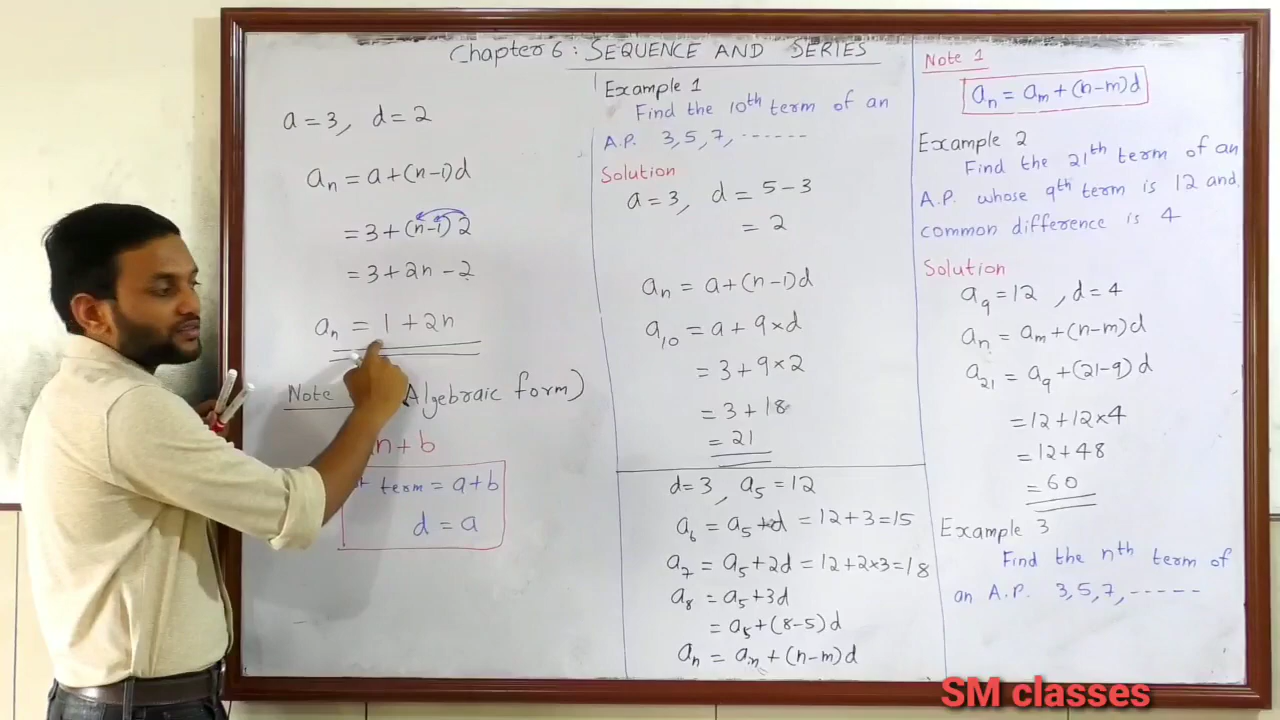 Chapter 6: SEQUENCE AND SERIES
a = 3, d = 2
aₙ = a + (n-1)d
= 3 + (n-1) 2
= 3 + 2n - 2
aₙ = 1 + 2n
Note
Algebraic form)
n + b
term = a+b
d = a
Example 1
Find the 10th term of an
A.P. 3, 5, 7, ------
Solution
a = 3, d = 5 - 3
= 2
aₙ = a + (n-1)d
a₁₀ = a + 9 × d
= 3 + 9 × 2
= 3 + 18
= 21
d = 3, a₅ = 12
a₆ = a₅ + d = 12 + 3 = 15
a₇ = a₅ + 2d = 12 + 2×3 = 18
a₈ = a₅ + 3d
= a₅ + (8-5)d
aₙ = aₘ + (n-m)d
Note 1
aₙ = aₘ + (n-m)d
Example 2
Find the 21th term of an
A.P. whose 9th term is 12 and
common difference is 4
Solution
a₉ = 12, d = 4
aₙ = aₘ + (n-m)d
a₂₁ = a₉ + (21-9)d
= 12 + 12×4
= 12 + 48
= 60
Example 3
Find the nth term of
an A.P. 3, 5, 7, -----
SM classes